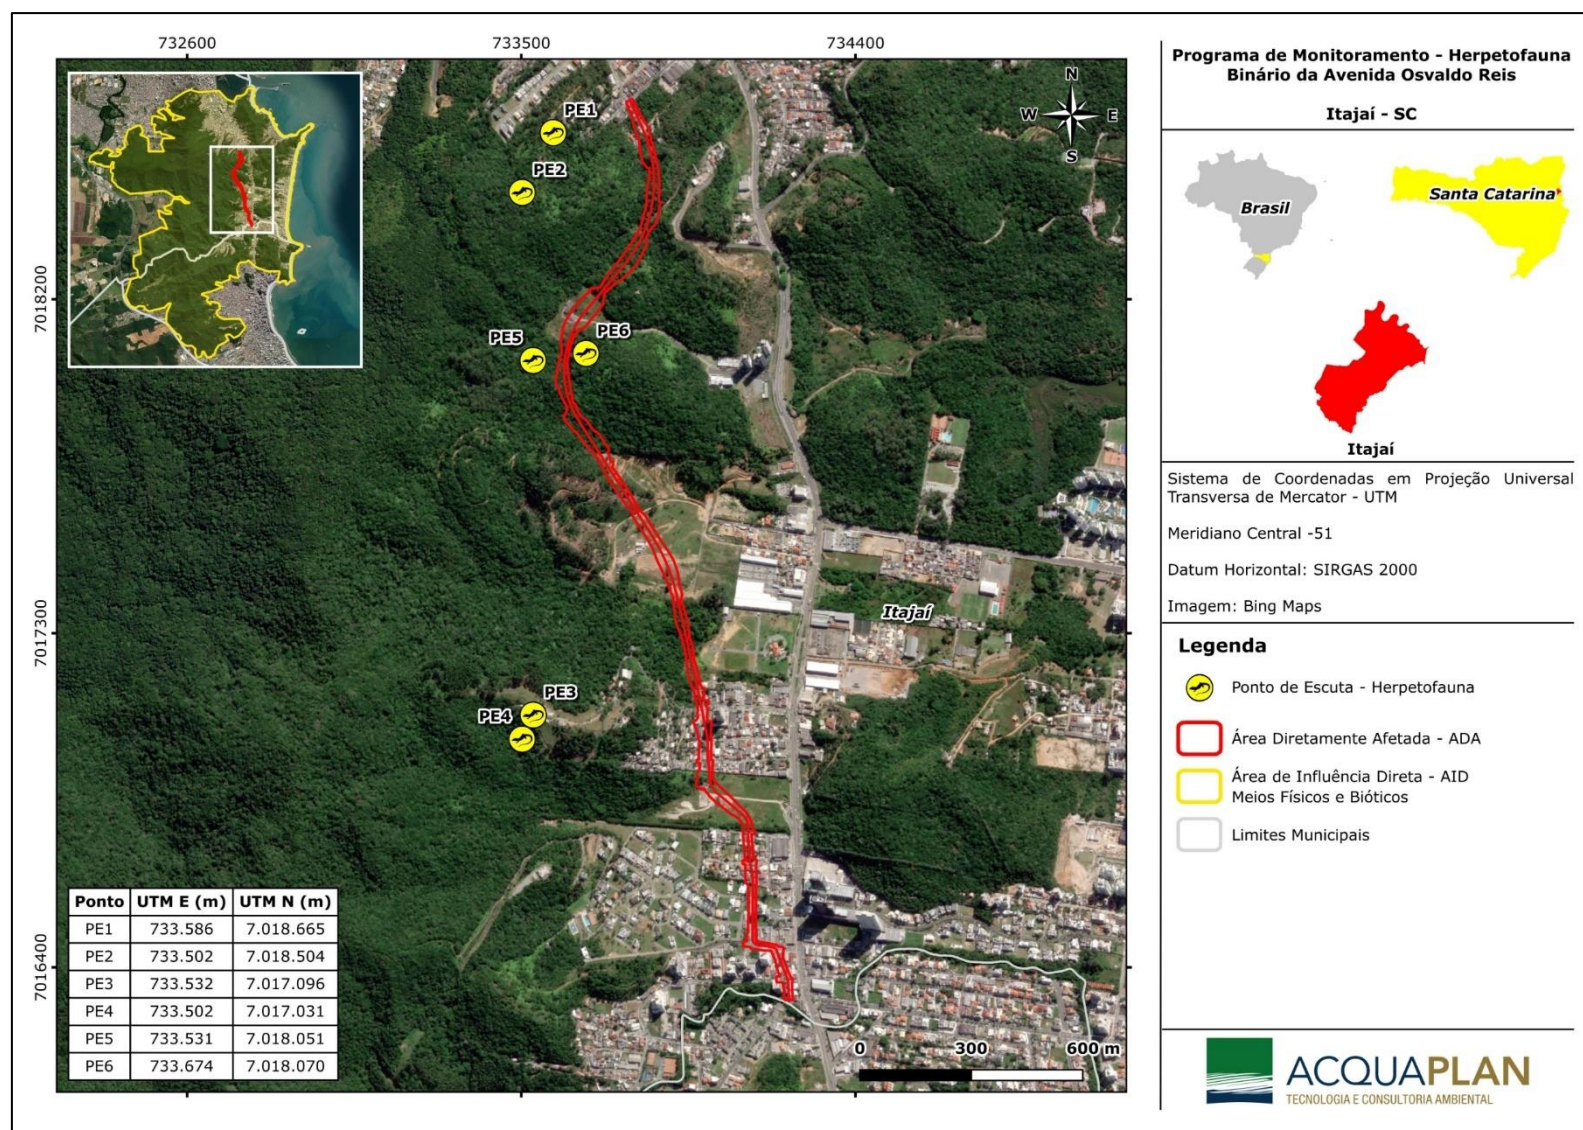 732600
733500
734400
7018200
7017300
7016400
N
W
E
S
PE1
PE2
PE5
PE6
PE3
PE4
Itajaí
0
300
600 m
Ponto UTM E (m) UTM N (m)
PE1 733.586 7.018.665
PE2 733.502 7.018.504
PE3 733.532 7.017.096
PE4 733.502 7.017.031
PE5 733.531 7.018.051
PE6 733.674 7.018.070
Programa de Monitoramento - Herpetofauna
Binário da Avenida Osvaldo Reis
Itajaí - SC
Brasil
Santa Catarina
Itajaí
Sistema de Coordenadas em Projeção Universal
Transversa de Mercator - UTM
Meridiano Central -51
Datum Horizontal: SIRGAS 2000
Imagem: Bing Maps
Legenda
Ponto de Escuta - Herpetofauna
Área Diretamente Afetada - ADA
Área de Influência Direta - AID
Meios Físicos e Bióticos
Limites Municipais
ACQUAPLAN
TECNOLOGIA E CONSULTORIA AMBIENTAL